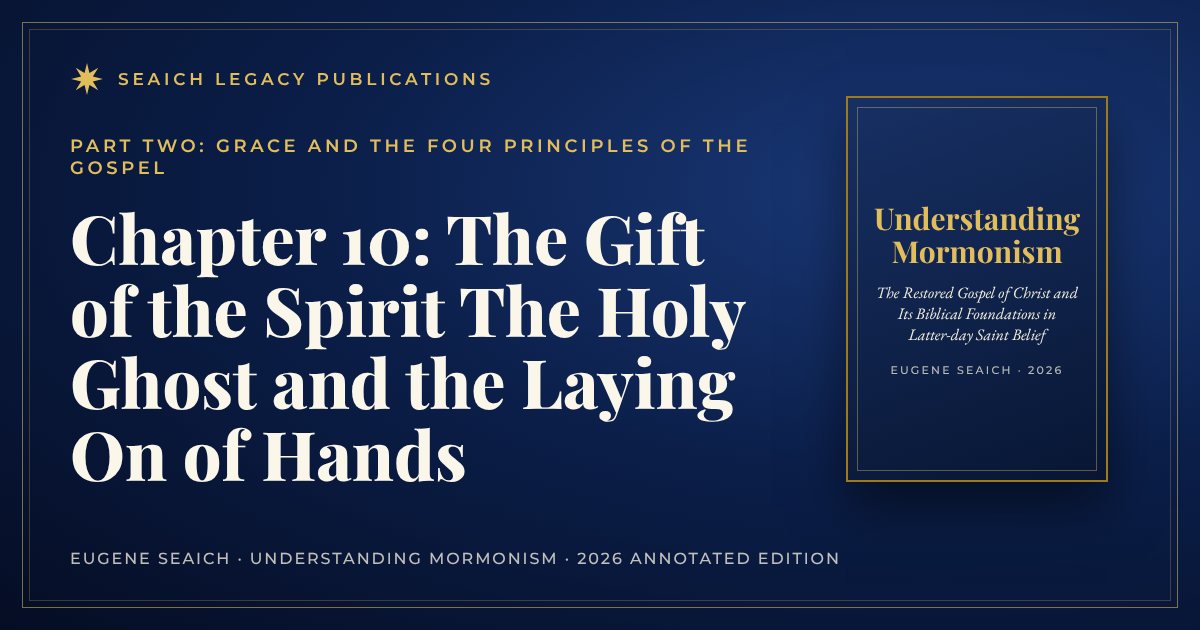 SEAICH LEGACY PUBLICATIONS
PART TWO: GRACE AND THE FOUR PRINCIPLES OF THE
GOSPEL
Chapter 10: The Gift
of the Spirit The Holy
Ghost and the Laying
On of Hands
EUGENE SEAICH · UNDERSTANDING MORMONISM · 2026 ANNOTATED EDITION
Understanding
Mormonism
The Restored Gospel of Christ and
Its Biblical Foundations in
Latter-day Saint Belief
EUGENE SEAICH · 2026